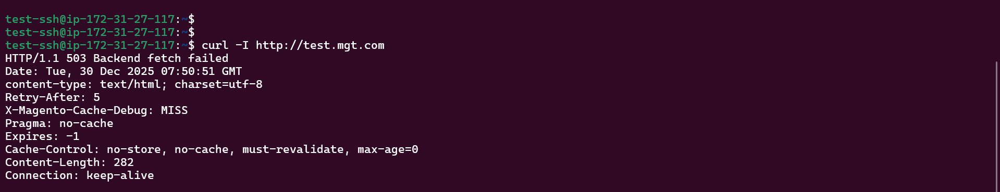 test-ssh@ip-172-31-27-117:~$
test-ssh@ip-172-31-27-117:~$
test-ssh@ip-172-31-27-117:~$ curl -I http://test.mgt.com
HTTP/1.1 503 Backend fetch failed
Date: Tue, 30 Dec 2025 07:50:51 GMT
content-type: text/html; charset=utf-8
Retry-After: 5
X-Magento-Cache-Debug: MISS
Pragma: no-cache
Expires: -1
Cache-Control: no-store, no-cache, must-revalidate, max-age=0
Content-Length: 282
Connection: keep-alive